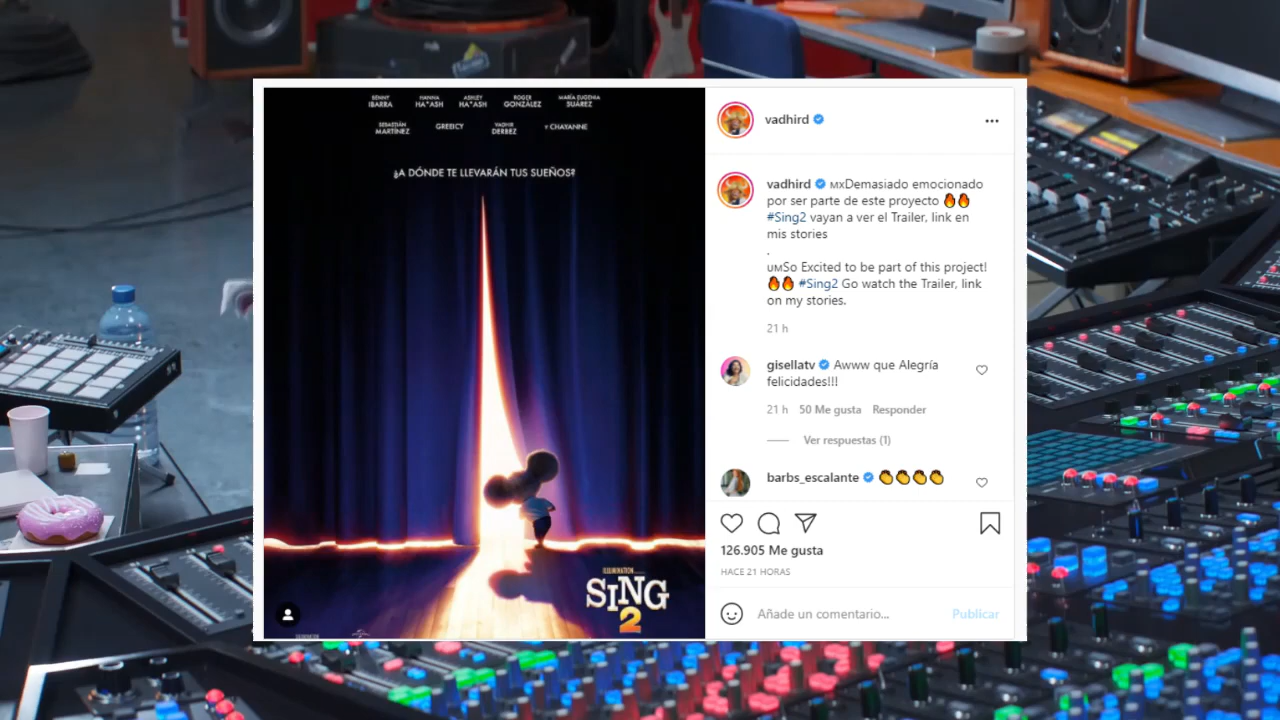 BENNY IBARRA
HANNA HA*ASH
ASHLEY HA*ASH
ROGER GONZÁLEZ
MARÍA EUGENIA SUÁREZ
SEBASTIÁN MARTÍNEZ
GREEICY
VADHIR DERBEZ
Y CHAYANNE
¿A DÓNDE TE LLEVARÁN TUS SUEÑOS?
ILLUMINATION
SING
2
vadhird
vadhird MXDemasiado emocionado
por ser parte de este proyecto 🔥🔥
#Sing2 vayan a ver el Trailer, link en
mis stories
.
UMSo Excited to be part of this project!
🔥🔥 #Sing2 Go watch the Trailer, link
on my stories.
21 h
gisellatv Awww que Alegría
felicidades!!!
21 h 50 Me gusta Responder
Ver respuestas (1)
barbs_escalante 👏👏👏👏
126.905 Me gusta
HACE 21 HORAS
Añade un comentario... Publicar